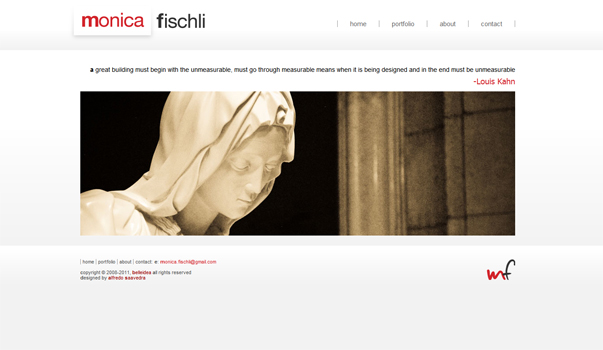 monica fischli
home portfolio about contact
a great building must begin with the unmeasurable, must go through measurable means when it is being designed and in the end must be unmeasurable
-Louis Kahn
| home | portfolio | about | contact: e: monica.fischli@gmail.com
copyright © 2000-2011, befeidea all rights reserved
designed by alfredo saavedra
mf